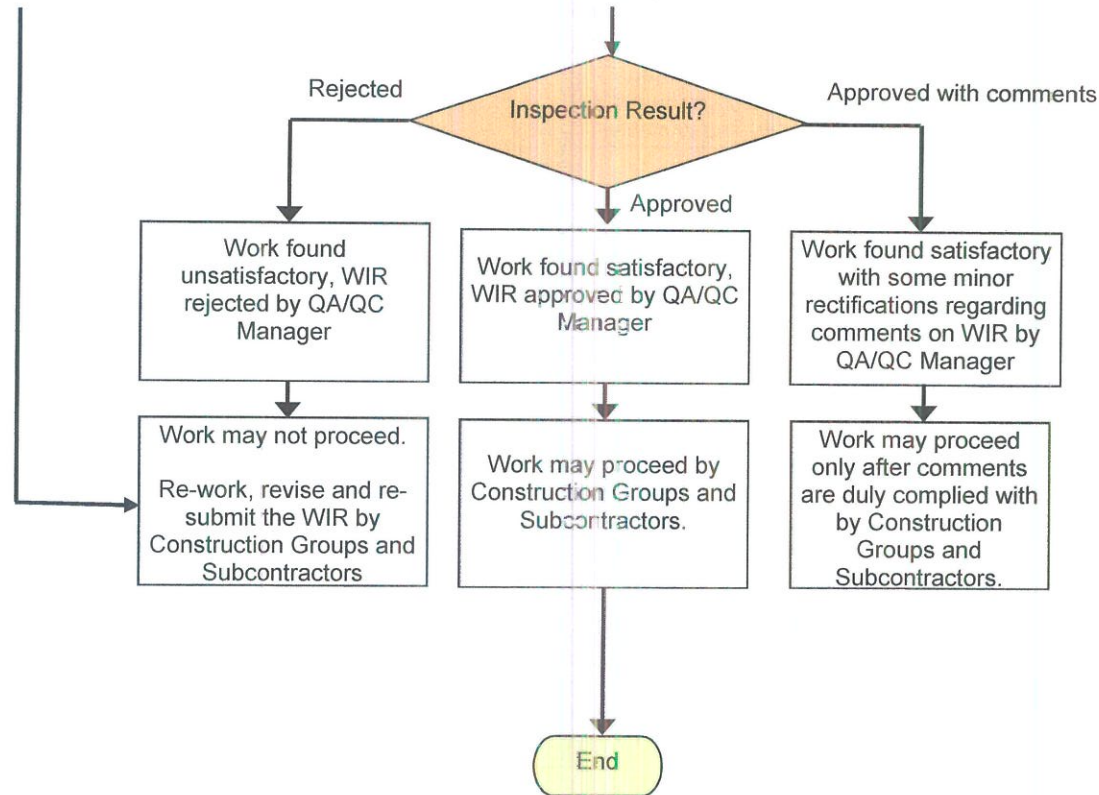 Rejected
Inspection Result?
Approved with comments
Approved
Work found
unsatisfactory, WIR
rejected by QA/QC
Manager
Work found satisfactory,
WIR approved by QA/QC
Manager
Work found satisfactory
with some minor
rectifications regarding
comments on WIR by
QA/QC Manager
Work may not proceed.
Re-work, revise and re-
submit the WIR by
Construction Groups and
Subcontractors
Work may proceed by
Construction Groups and
Subcontractors.
Work may proceed
only after comments
are duly complied with
by Construction
Groups and
Subcontractors.
End